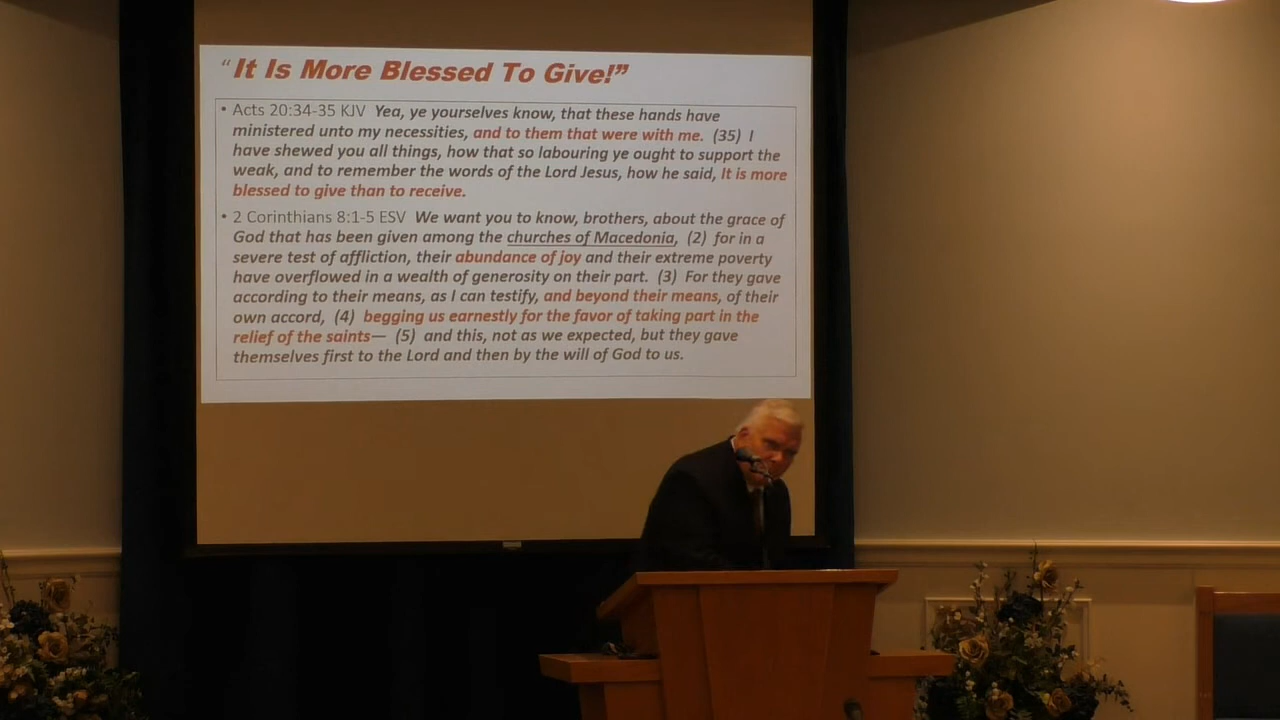 “It Is More Blessed To Give!”
• Acts 20:34-35 KJV Yea, ye yourselves know, that these hands have
ministered unto my necessities, and to them that were with me. (35) I
have shewed you all things, how that so labouring ye ought to support the
weak, and to remember the words of the Lord Jesus, how he said, It is more
blessed to give than to receive.
• 2 Corinthians 8:1-5 ESV We want you to know, brothers, about the grace of
God that has been given among the churches of Macedonia, (2) for in a
severe test of affliction, their abundance of joy and their extreme poverty
have overflowed in a wealth of generosity on their part. (3) For they gave
according to their means, as I can testify, and beyond their means, of their
own accord, (4) begging us earnestly for the favor of taking part in the
relief of the saints— (5) and this, not as we expected, but they gave
themselves first to the Lord and then by the will of God to us.